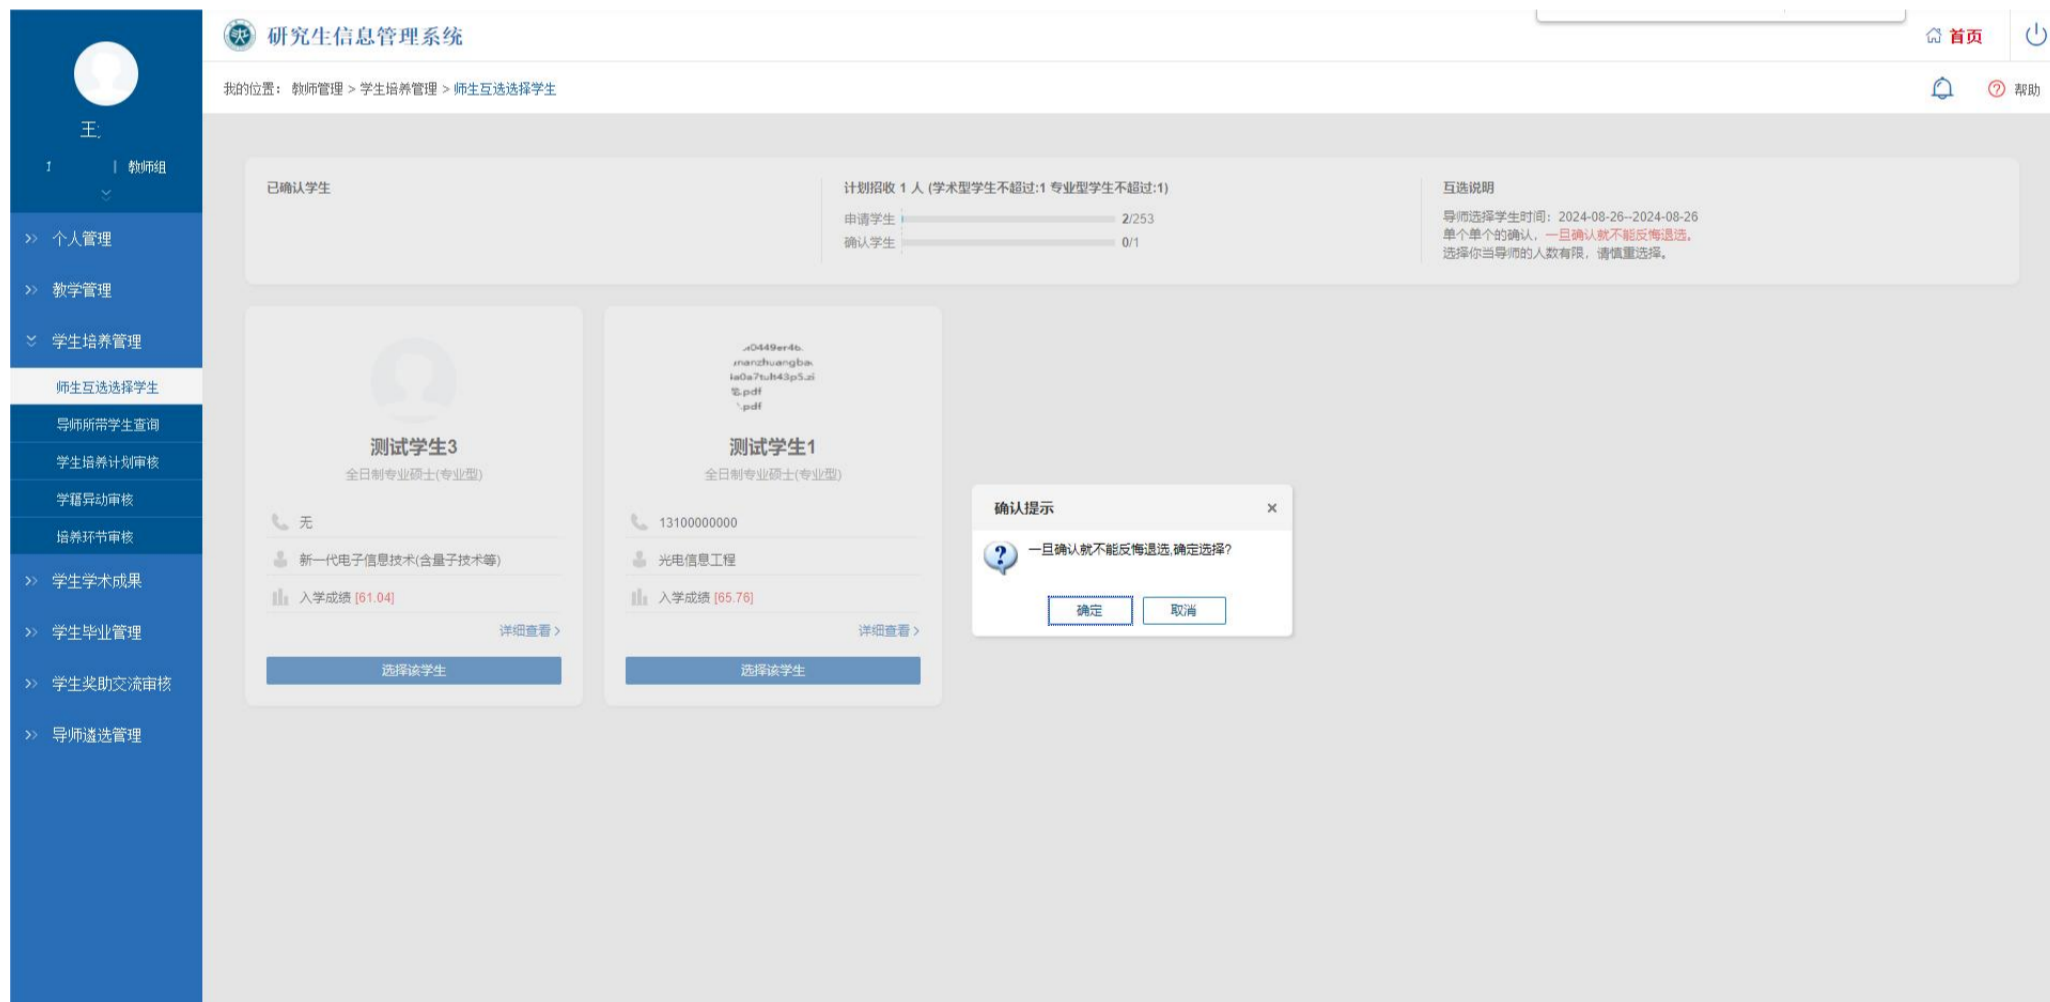 研究生信息管理系统
首页
我的位置： 教师管理 > 学生培养管理 > 师生互选选择学生
帮助
王
| 教师组
个人管理
教学管理
学生培养管理
师生互选选择学生
导师所带学生查询
学生培养计划审核
学籍异动审核
培养环节审核
学生学术成果
学生毕业管理
学生奖助交流审核
导师遴选管理
已确认学生
计划招收 1 人 (学术型学生不超过:1 专业型学生不超过:1)
申请学生 2/253
确认学生 0/1
互选说明
导师选择学生时间：2024-08-26--2024-08-26
单个单个的确认，一旦确认就不能反悔退选。
选择你当导师的人数有限，请慎重选择。
测试学生3
全日制专业硕士(专业型)
无
新一代电子信息技术(含量子技术等)
入学成绩 [61.04]
详细查看 >
选择该学生
.pdf
.pdf
测试学生1
全日制专业硕士(专业型)
13100000000
光电信息工程
入学成绩 [65.76]
详细查看 >
选择该学生
确认提示
×
一旦确认就不能反悔退选,确定选择?
确定
取消